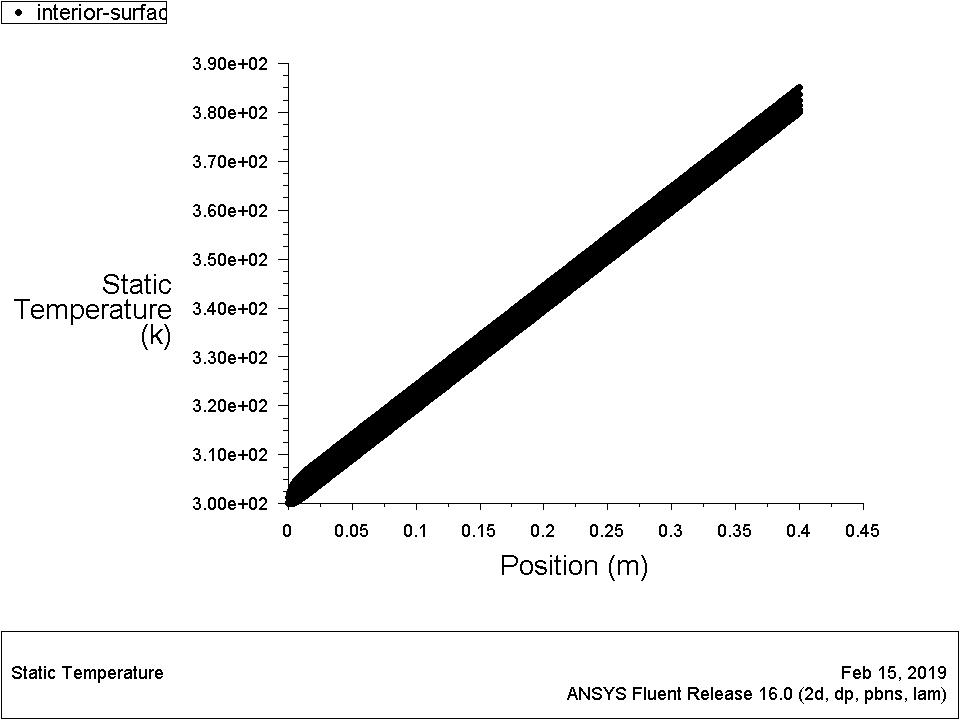 interior-surfac
3.90e+02
3.80e+02
3.70e+02
3.60e+02
3.50e+02
3.40e+02
3.30e+02
3.20e+02
3.10e+02
3.00e+02
Static
Temperature
(k)
0 0.05 0.1 0.15 0.2 0.25 0.3 0.35 0.4 0.45
Position (m)
Static Temperature
Feb 15, 2019
ANSYS Fluent Release 16.0 (2d, dp, pbns, lam)